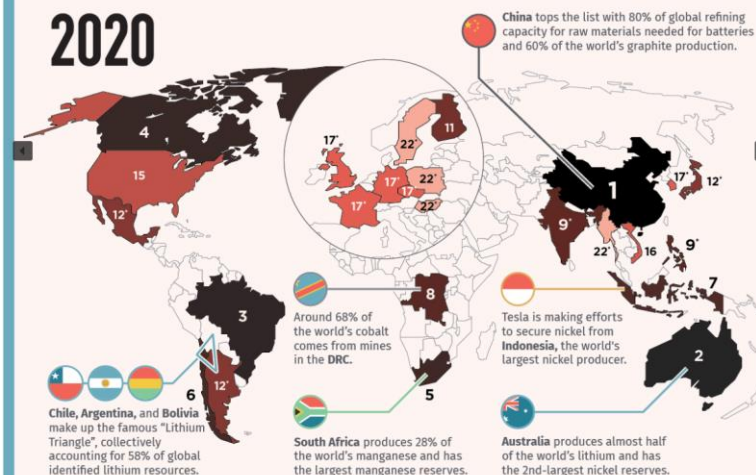 2020
China tops the list with 80% of global refining
capacity for raw materials needed for batteries
and 60% of the world's graphite production.
4
15
12*
3
12*
6
17*
22*
11
17*
17*
22*
17*
22*
1
17*
12*
9*
22*
16
9*
7
8
5
2
Around 68% of
the world's cobalt
comes from mines
in the DRC.
Tesla is making efforts
to secure nickel from
Indonesia, the world's
largest nickel producer.
Chile, Argentina, and Bolivia
make up the famous "Lithium
Triangle", collectively
accounting for 58% of global
identified lithium resources.
South Africa produces 28% of
the world's manganese and has
the largest manganese reserves.
Australia produces almost half
of the world's lithium and has
the 2nd-largest nickel reserves.